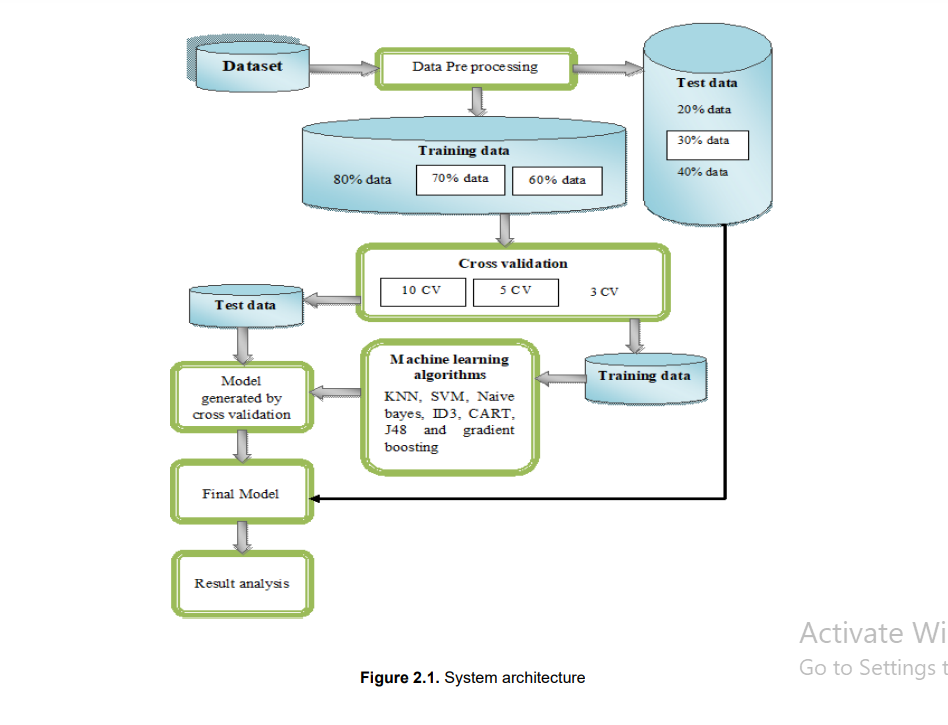 Dataset
Data Pre processing
Test data
20% data
30% data
40% data
Training data
80% data
70% data
60% data
Cross validation
10 CV
5 CV
3 CV
Test data
Training data
Machine learning
algorithms
KNN, SVM, Naive
bayes, ID3, CART,
J48 and gradient
boosting
Model
generated by
cross validation
Final Model
Result analysis
Activate Wi
Go to Settings t
Figure 2.1. System architecture